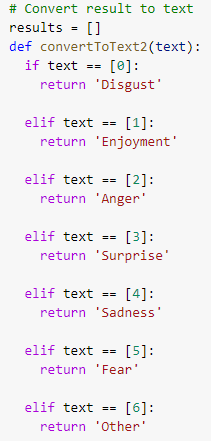 # Convert result to text
results = []
def convertToText2(text):
  if text == [0]:
    return 'Disgust'

  elif text == [1]:
    return 'Enjoyment'

  elif text == [2]:
    return 'Anger'

  elif text == [3]:
    return 'Surprise'

  elif text == [4]:
    return 'Sadness'

  elif text == [5]:
    return 'Fear'

  elif text == [6]:
    return 'Other'